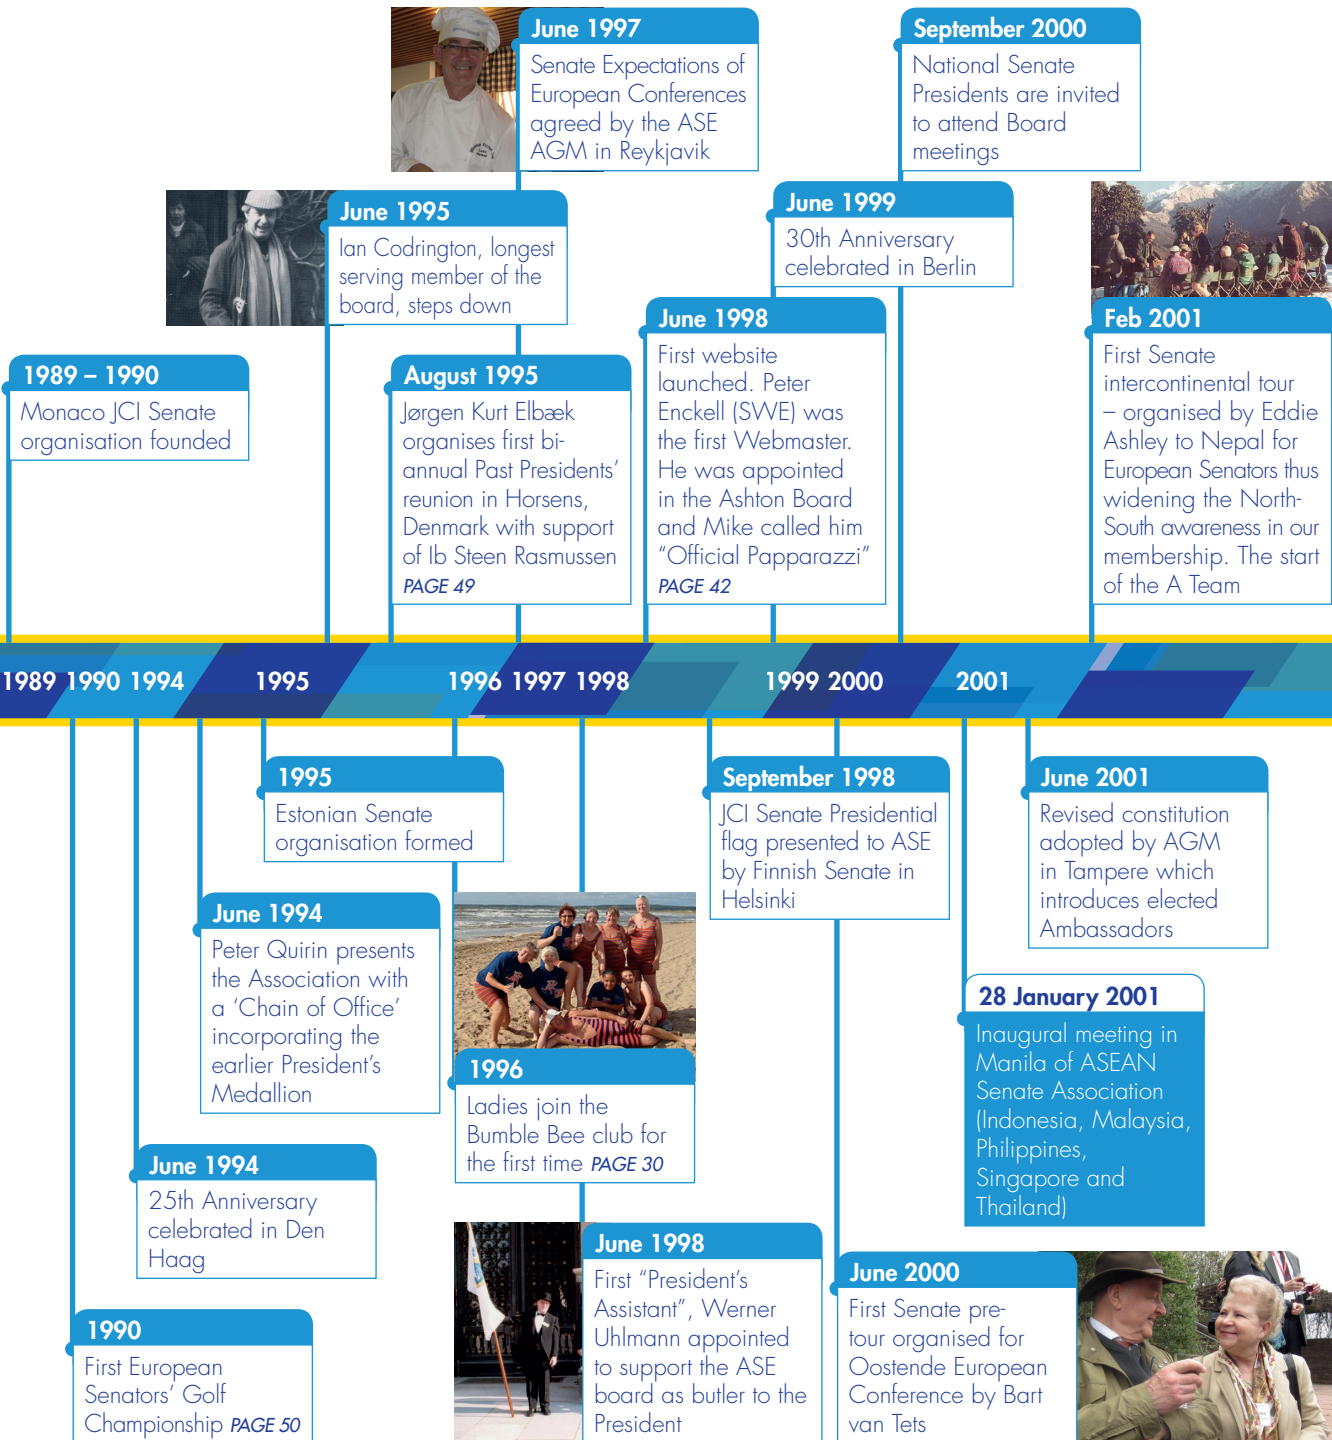 June 1997
Senate Expectations of
European Conferences
agreed by the ASE
AGM in Reykjavik
September 2000
National Senate
Presidents are invited
to attend Board
meetings
June 1995
Ian Codrington, longest
serving member of the
board, steps down
June 1999
30th Anniversary
celebrated in Berlin
1989 – 1990
Monaco JCI Senate
organisation founded
August 1995
Jørgen Kurt Elbæk
organises first bi-
annual Past Presidents’
reunion in Horsens,
Denmark with support
of Ib Steen Rasmussen
PAGE 49
June 1998
First website
launched. Peter
Enckell (SWE) was
the first Webmaster.
He was appointed
in the Ashton Board
and Mike called him
“Official Papparazzi”
PAGE 42
Feb 2001
First Senate
intercontinental tour
– organised by Eddie
Ashley to Nepal for
European Senators thus
widening the North-
South awareness in our
membership. The start
of the A Team
1989 1990 1994 1995 1996 1997 1998 1999 2000 2001
1995
Estonian Senate
organisation formed
September 1998
JCI Senate Presidential
flag presented to ASE
by Finnish Senate in
Helsinki
June 2001
Revised constitution
adopted by AGM
in Tampere which
introduces elected
Ambassadors
June 1994
Peter Quirin presents
the Association with
a ‘Chain of Office’
incorporating the
earlier President’s
Medallion
28 January 2001
Inaugural meeting in
Manila of ASEAN
Senate Association
(Indonesia, Malaysia,
Philippines,
Singapore and
Thailand)
1996
Ladies join the
Bumble Bee club for
the first time PAGE 30
June 1994
25th Anniversary
celebrated in Den
Haag
June 1998
First “President’s
Assistant”, Werner
Uhlmann appointed
to support the ASE
board as butler to the
President
June 2000
First Senate pre-
tour organised for
Oostende European
Conference by Bart
van Tets
1990
First European
Senators’ Golf
Championship PAGE 50